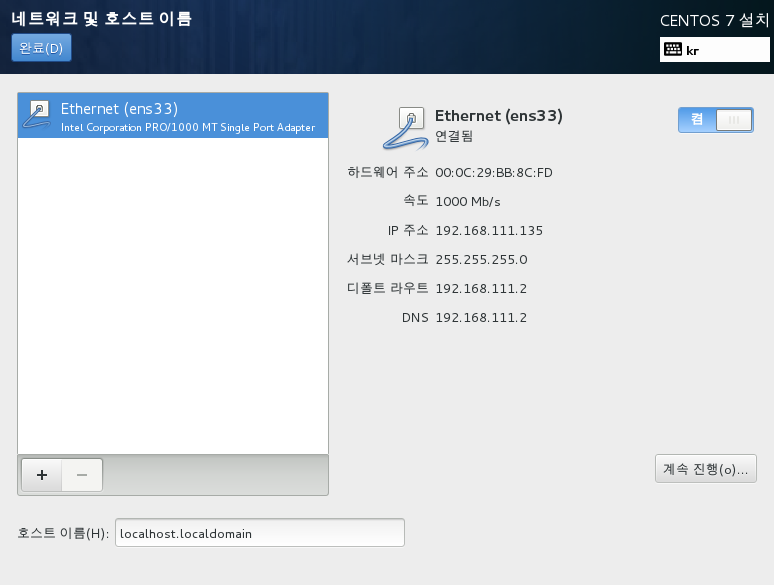 네트워크 및 호스트 이름
CENTOS 7 설치
완료(D)
kr
Ethernet (ens33)
Intel Corporation PRO/1000 MT Single Port Adapter
Ethernet (ens33)
연결됨
켬
하드웨어 주소 00:0C:29:BB:8C:FD
속도 1000 Mb/s
IP 주소 192.168.111.135
서브넷 마스크 255.255.255.0
디폴트 라우트 192.168.111.2
DNS 192.168.111.2
+ −
계속 진행(o)...
호스트 이름(H): localhost.localdomain